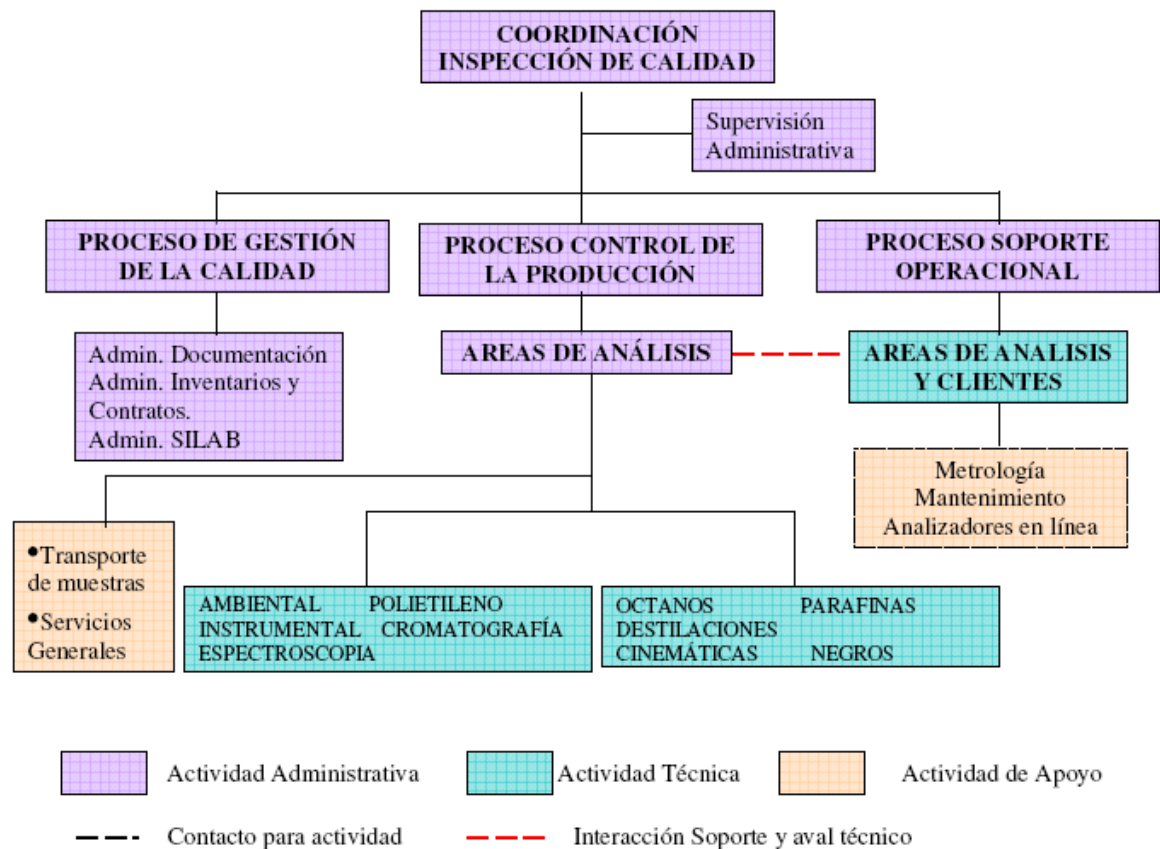 COORDINACIÓN
INSPECCIÓN DE CALIDAD
Supervisión
Administrativa
PROCESO DE GESTIÓN
DE LA CALIDAD
PROCESO CONTROL DE
LA PRODUCCIÓN
PROCESO SOPORTE
OPERACIONAL
Admin. Documentación
Admin. Inventarios y
Contratos.
Admin. SILAB
AREAS DE ANÁLISIS
AREAS DE ANALISIS
Y CLIENTES
Metrología
Mantenimiento
Analizadores en línea
•Transporte
de muestras
•Servicios
Generales
AMBIENTAL POLIETILENO
INSTRUMENTAL CROMATOGRAFÍA
ESPECTROSCOPIA
OCTANOS PARAFINAS
DESTILACIONES
CINEMÁTICAS NEGROS
Actividad Administrativa
Actividad Técnica
Actividad de Apoyo
Contacto para actividad
Interacción Soporte y aval técnico